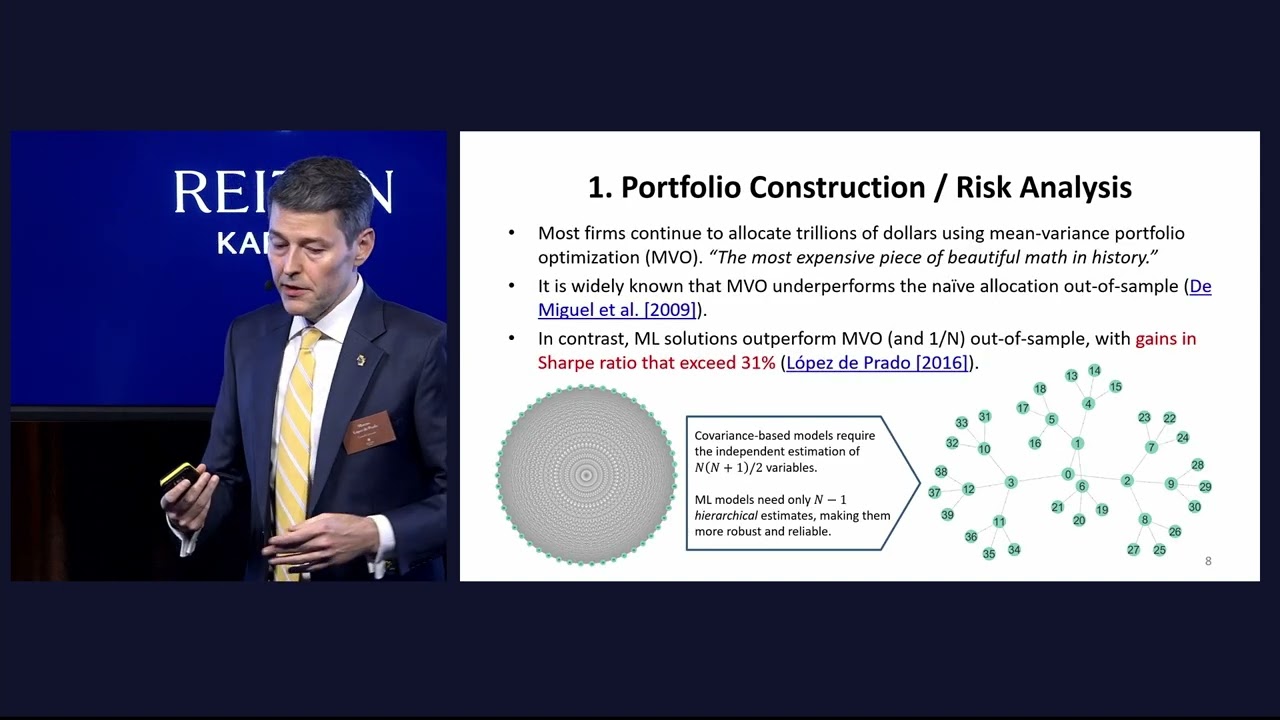 REI
N
KA
1. Portfolio Construction / Risk Analysis
• Most firms continue to allocate trillions of dollars using mean-variance portfolio
optimization (MVO). “The most expensive piece of beautiful math in history.”
• It is widely known that MVO underperforms the naïve allocation out-of-sample (De
Miguel et al. [2009]).
• In contrast, ML solutions outperform MVO (and 1/N) out-of-sample, with gains in
Sharpe ratio that exceed 31% (López de Prado [2016]).
Covariance-based models require
the independent estimation of
N(N + 1)/2 variables.
ML models need only N − 1
hierarchical estimates, making them
more robust and reliable.
14
13
15
18
4
17
5
31
33
23
22
16
1
24
32
10
7
38
0
28
3
6
2
9
29
37
12
21
19
30
39
20
8
11
26
36
35
34
27
25
8